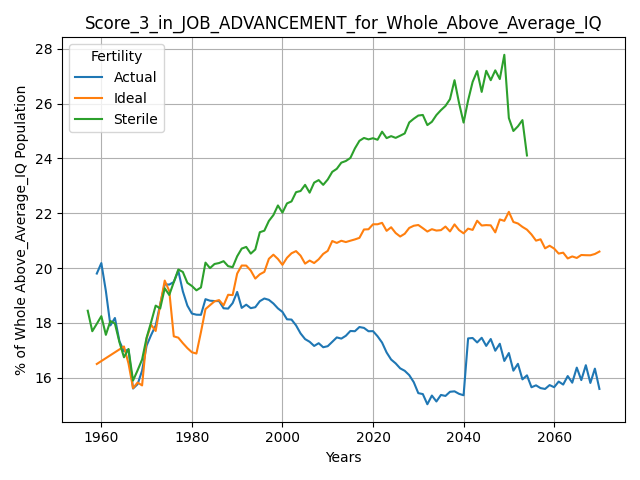 Score_3_in_JOB_ADVANCEMENT_for_Whole_Above_Average_IQ
% of Whole Above_Average_IQ Population
28
26
24
22
20
18
16
Fertility
Actual
Ideal
Sterile
1960 1980 2000 2020 2040 2060
Years